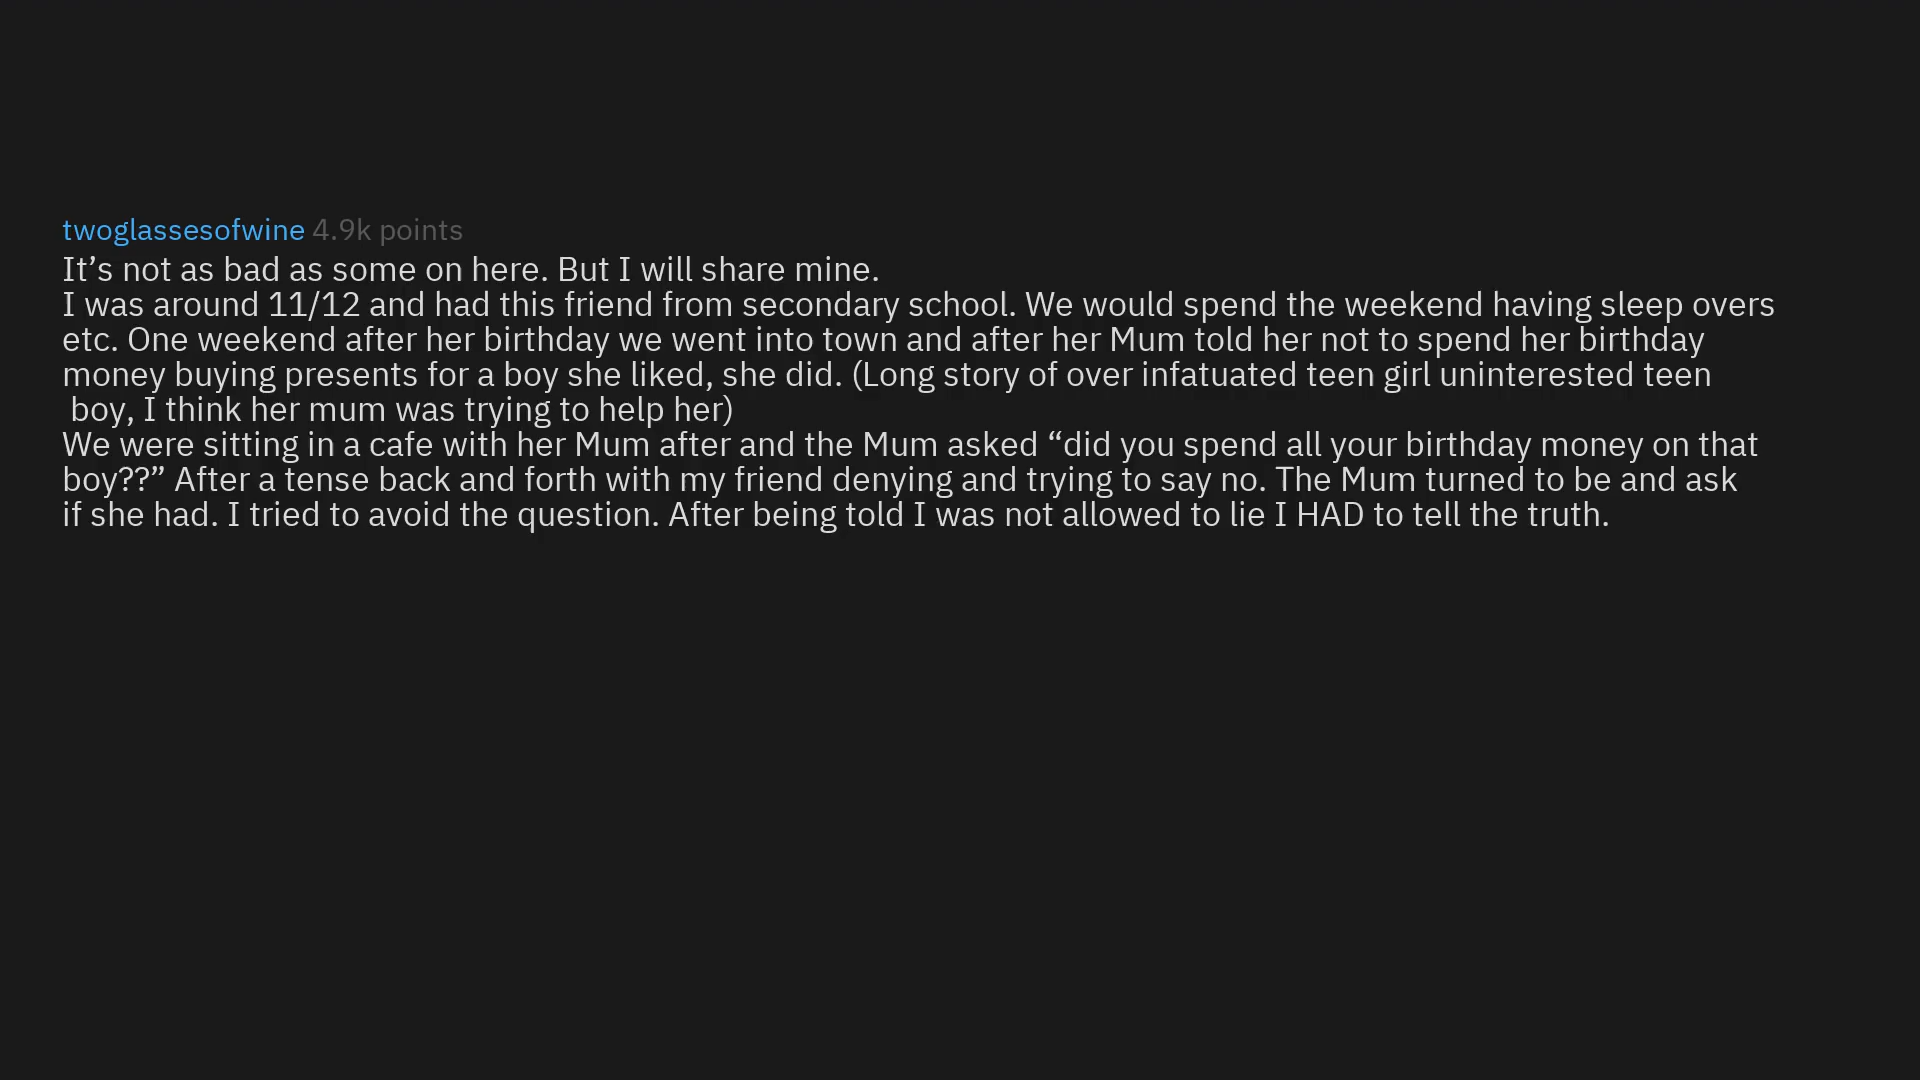 twoglassesofwine 4.9k points
It’s not as bad as some on here. But I will share mine.
I was around 11/12 and had this friend from secondary school. We would spend the weekend having sleep overs
etc. One weekend after her birthday we went into town and after her Mum told her not to spend her birthday
money buying presents for a boy she liked, she did. (Long story of over infatuated teen girl uninterested teen
boy, I think her mum was trying to help her)
We were sitting in a cafe with her Mum after and the Mum asked “did you spend all your birthday money on that
boy??” After a tense back and forth with my friend denying and trying to say no. The Mum turned to be and ask
if she had. I tried to avoid the question. After being told I was not allowed to lie I HAD to tell the truth.